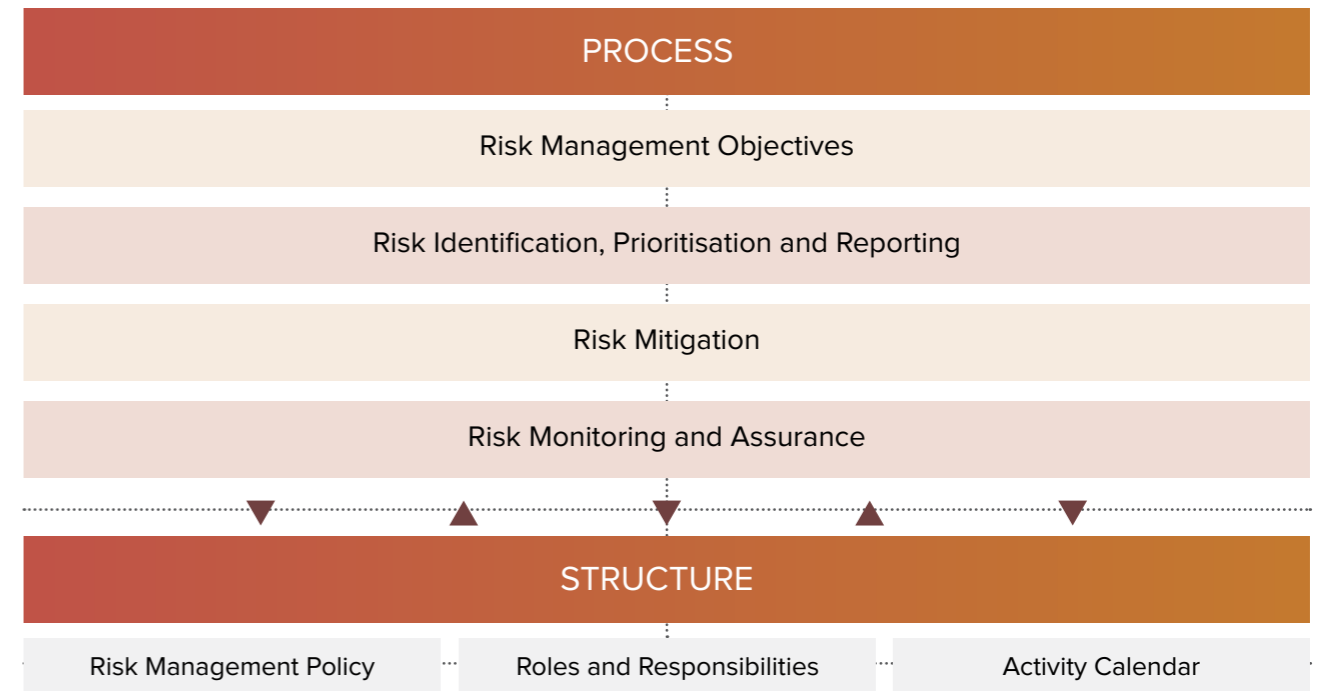 PROCESS
Risk Management Objectives
Risk Identification, Prioritisation and Reporting
Risk Mitigation
Risk Monitoring and Assurance
STRUCTURE
Risk Management Policy
Roles and Responsibilities
Activity Calendar